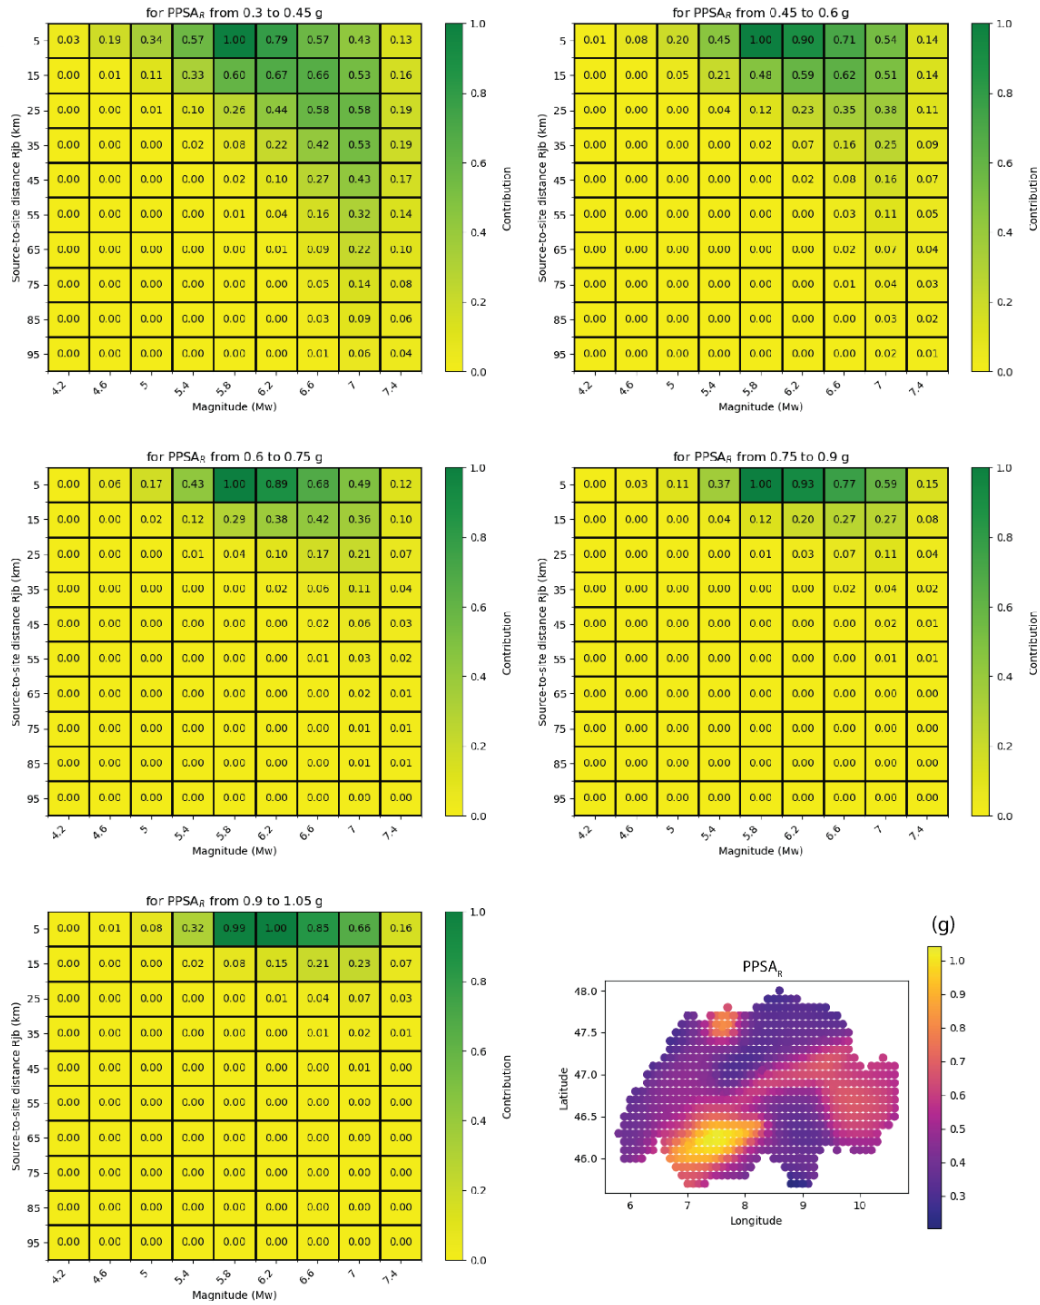 for PPSA_R from 0.3 to 0.45 g
5 0.03 0.19 0.34 0.57 1.00 0.79 0.57 0.43 0.13
15 0.00 0.01 0.11 0.33 0.60 0.67 0.66 0.53 0.16
25 0.00 0.00 0.01 0.10 0.26 0.44 0.58 0.58 0.19
35 0.00 0.00 0.00 0.02 0.08 0.22 0.42 0.53 0.19
45 0.00 0.00 0.00 0.00 0.02 0.10 0.27 0.43 0.17
55 0.00 0.00 0.00 0.00 0.01 0.04 0.16 0.32 0.14
65 0.00 0.00 0.00 0.00 0.00 0.01 0.09 0.22 0.10
75 0.00 0.00 0.00 0.00 0.00 0.00 0.05 0.14 0.08
85 0.00 0.00 0.00 0.00 0.00 0.00 0.03 0.09 0.06
95 0.00 0.00 0.00 0.00 0.00 0.00 0.01 0.06 0.04
4.2 4.6 5 5.4 5.8 6.2 6.6 7 7.4
Magnitude (Mw)
Source-to-site distance Rjb (km)
1.0
0.8
0.6
0.4
0.2
0.0
Contribution
for PPSA_R from 0.45 to 0.6 g
5 0.01 0.08 0.20 0.45 1.00 0.90 0.71 0.54 0.14
15 0.00 0.00 0.05 0.21 0.48 0.59 0.62 0.51 0.14
25 0.00 0.00 0.00 0.04 0.12 0.23 0.35 0.38 0.11
35 0.00 0.00 0.00 0.00 0.02 0.07 0.16 0.25 0.09
45 0.00 0.00 0.00 0.00 0.00 0.02 0.08 0.16 0.07
55 0.00 0.00 0.00 0.00 0.00 0.00 0.03 0.11 0.05
65 0.00 0.00 0.00 0.00 0.00 0.00 0.02 0.07 0.04
75 0.00 0.00 0.00 0.00 0.00 0.00 0.01 0.04 0.03
85 0.00 0.00 0.00 0.00 0.00 0.00 0.00 0.03 0.02
95 0.00 0.00 0.00 0.00 0.00 0.00 0.00 0.02 0.01
4.2 4.6 5 5.4 5.8 6.2 6.6 7 7.4
Magnitude (Mw)
Source-to-site distance Rjb (km)
1.0
0.8
0.6
0.4
0.2
0.0
Contribution
for PPSA_R from 0.6 to 0.75 g
5 0.00 0.06 0.17 0.43 1.00 0.89 0.68 0.49 0.12
15 0.00 0.00 0.02 0.12 0.29 0.38 0.42 0.36 0.10
25 0.00 0.00 0.00 0.01 0.04 0.10 0.17 0.21 0.07
35 0.00 0.00 0.00 0.00 0.00 0.02 0.06 0.11 0.04
45 0.00 0.00 0.00 0.00 0.00 0.00 0.02 0.06 0.03
55 0.00 0.00 0.00 0.00 0.00 0.00 0.01 0.03 0.02
65 0.00 0.00 0.00 0.00 0.00 0.00 0.00 0.02 0.01
75 0.00 0.00 0.00 0.00 0.00 0.00 0.00 0.01 0.01
85 0.00 0.00 0.00 0.00 0.00 0.00 0.00 0.01 0.01
95 0.00 0.00 0.00 0.00 0.00 0.00 0.00 0.00 0.00
4.2 4.6 5 5.4 5.8 6.2 6.6 7 7.4
Magnitude (Mw)
Source-to-site distance Rjb (km)
1.0
0.8
0.6
0.4
0.2
0.0
Contribution
for PPSA_R from 0.75 to 0.9 g
5 0.00 0.03 0.11 0.37 1.00 0.93 0.77 0.59 0.15
15 0.00 0.00 0.00 0.04 0.12 0.20 0.27 0.27 0.08
25 0.00 0.00 0.00 0.00 0.01 0.03 0.07 0.11 0.04
35 0.00 0.00 0.00 0.00 0.00 0.00 0.02 0.04 0.02
45 0.00 0.00 0.00 0.00 0.00 0.00 0.00 0.02 0.01
55 0.00 0.00 0.00 0.00 0.00 0.00 0.00 0.01 0.01
65 0.00 0.00 0.00 0.00 0.00 0.00 0.00 0.00 0.00
75 0.00 0.00 0.00 0.00 0.00 0.00 0.00 0.00 0.00
85 0.00 0.00 0.00 0.00 0.00 0.00 0.00 0.00 0.00
95 0.00 0.00 0.00 0.00 0.00 0.00 0.00 0.00 0.00
4.2 4.6 5 5.4 5.8 6.2 6.6 7 7.4
Magnitude (Mw)
Source-to-site distance Rjb (km)
1.0
0.8
0.6
0.4
0.2
0.0
Contribution
for PPSA_R from 0.9 to 1.05 g
5 0.00 0.01 0.08 0.32 0.99 1.00 0.85 0.66 0.16
15 0.00 0.00 0.00 0.02 0.08 0.15 0.21 0.23 0.07
25 0.00 0.00 0.00 0.00 0.00 0.01 0.04 0.07 0.03
35 0.00 0.00 0.00 0.00 0.00 0.00 0.01 0.02 0.01
45 0.00 0.00 0.00 0.00 0.00 0.00 0.00 0.01 0.00
55 0.00 0.00 0.00 0.00 0.00 0.00 0.00 0.00 0.00
65 0.00 0.00 0.00 0.00 0.00 0.00 0.00 0.00 0.00
75 0.00 0.00 0.00 0.00 0.00 0.00 0.00 0.00 0.00
85 0.00 0.00 0.00 0.00 0.00 0.00 0.00 0.00 0.00
95 0.00 0.00 0.00 0.00 0.00 0.00 0.00 0.00 0.00
4.2 4.6 5 5.4 5.8 6.2 6.6 7 7.4
Magnitude (Mw)
Source-to-site distance Rjb (km)
1.0
0.8
0.6
0.4
0.2
0.0
Contribution
(g)
PPSA_R
48.0
47.5
47.0
46.5
46.0
Latitude
6 7 8 9 10
Longitude
1.0
0.9
0.8
0.7
0.6
0.5
0.4
0.3